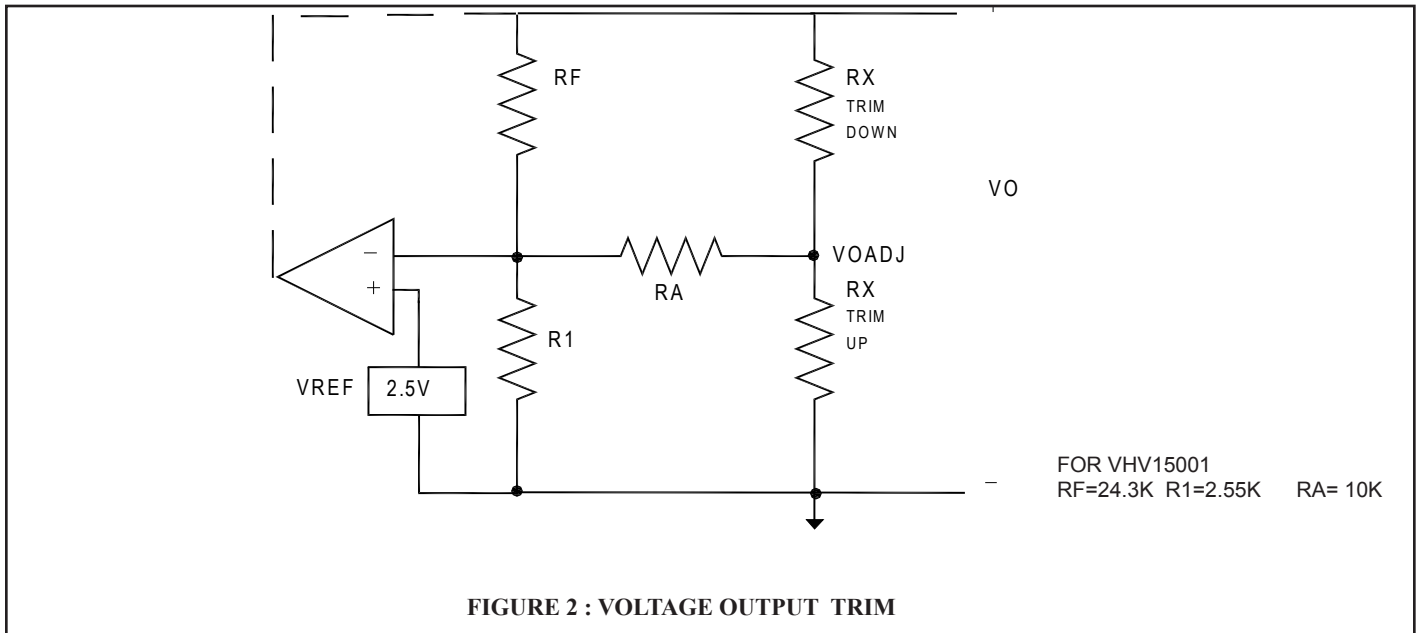 RF
RX
TRIM
DOWN
VO
VOADJ
RA
RX
TRIM
UP
R1
VREF 2.5V
FOR VHV15001
RF=24.3K R1=2.55K RA= 10K
FIGURE 2 : VOLTAGE OUTPUT TRIM